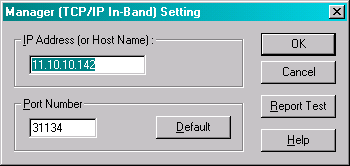 Manager (TCP/IP In-Band) Setting
IP Address (or Host Name) :
11.10.10.142
OK
Cancel
Port Number
31134
Default
Report Test
Help